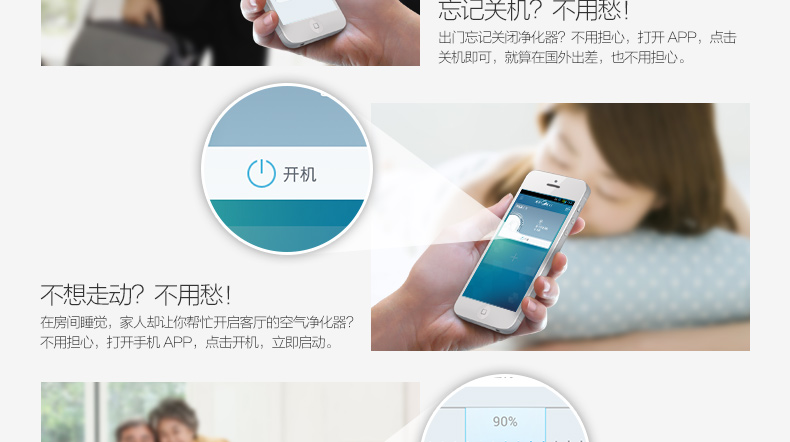 忘记关机？不用愁！
出门忘记关闭净化器？不用担心，打开 APP，点击
关机即可，就算在国外出差，也不用担心。
开机
不想走动？不用愁！
在房间睡觉，家人却让你帮忙开启客厅的空气净化器？
不用担心，打开手机 APP，点击开机，立即启动。
90%